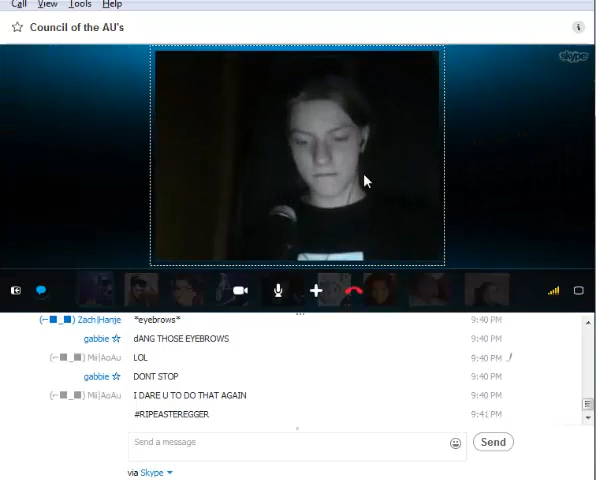 Call View Tools Help
Council of the AU's
skype
(⌐■_■) Zach|Hanje *eyebrows* 9:40 PM
gabbie ☆ dANG THOSE EYEBROWS 9:40 PM
(⌐■_■) Mii|AoAu LOL 9:40 PM
gabbie ☆ DONT STOP 9:40 PM
(⌐■_■) Mii|AoAu I DARE U TO DO THAT AGAIN 9:40 PM
#RIPEASTEREGGER 9:41 PM
Send a message Send
via Skype